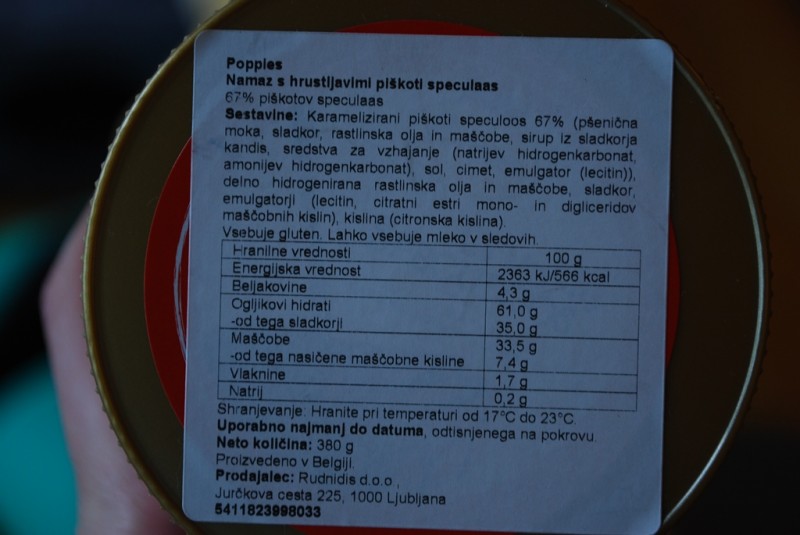 Poppies
Namaz s hrustljavimi piškoti speculaas
67% piškotov speculaas
Sestavine: Karamelizirani piškoti speculoos 67% (pšenična
moka, sladkor, rastlinska olja in maščobe, sirup iz sladkorja
kandis, sredstva za vzhajanje (natrijev hidrogenkarbonat,
amonijev hidrogenkarbonat), sol, cimet, emulgator (lecitin)),
delno hidrogenirana rastlinska olja in maščobe, sladkor,
emulgatorji (lecitin, citratni estri mono- in digliceridov
maščobnih kislin), kislina (citronska kislina).
Vsebuje gluten. Lahko vsebuje mleko v sledovih.
Hranilne vrednosti 100 g
Energijska vrednost 2363 kJ/566 kcal
Beljakovine 4,3 g
Ogljikovi hidrati 61,0 g
-od tega sladkorji 35,0 g
Maščobe 33,5 g
-od tega nasičene maščobne kisline 7,4 g
Vlaknine 1,7 g
Natrij 0,2 g
Shranjevanje: Hranite pri temperaturi od 17°C do 23°C.
Uporabno najmanj do datuma, odtisnjenega na pokrovu.
Neto količina: 380 g
Proizvedeno v Belgiji.
Prodajalec: Rudnidis d.o.o.,
Jurčkova cesta 225, 1000 Ljubljana
5411823998033